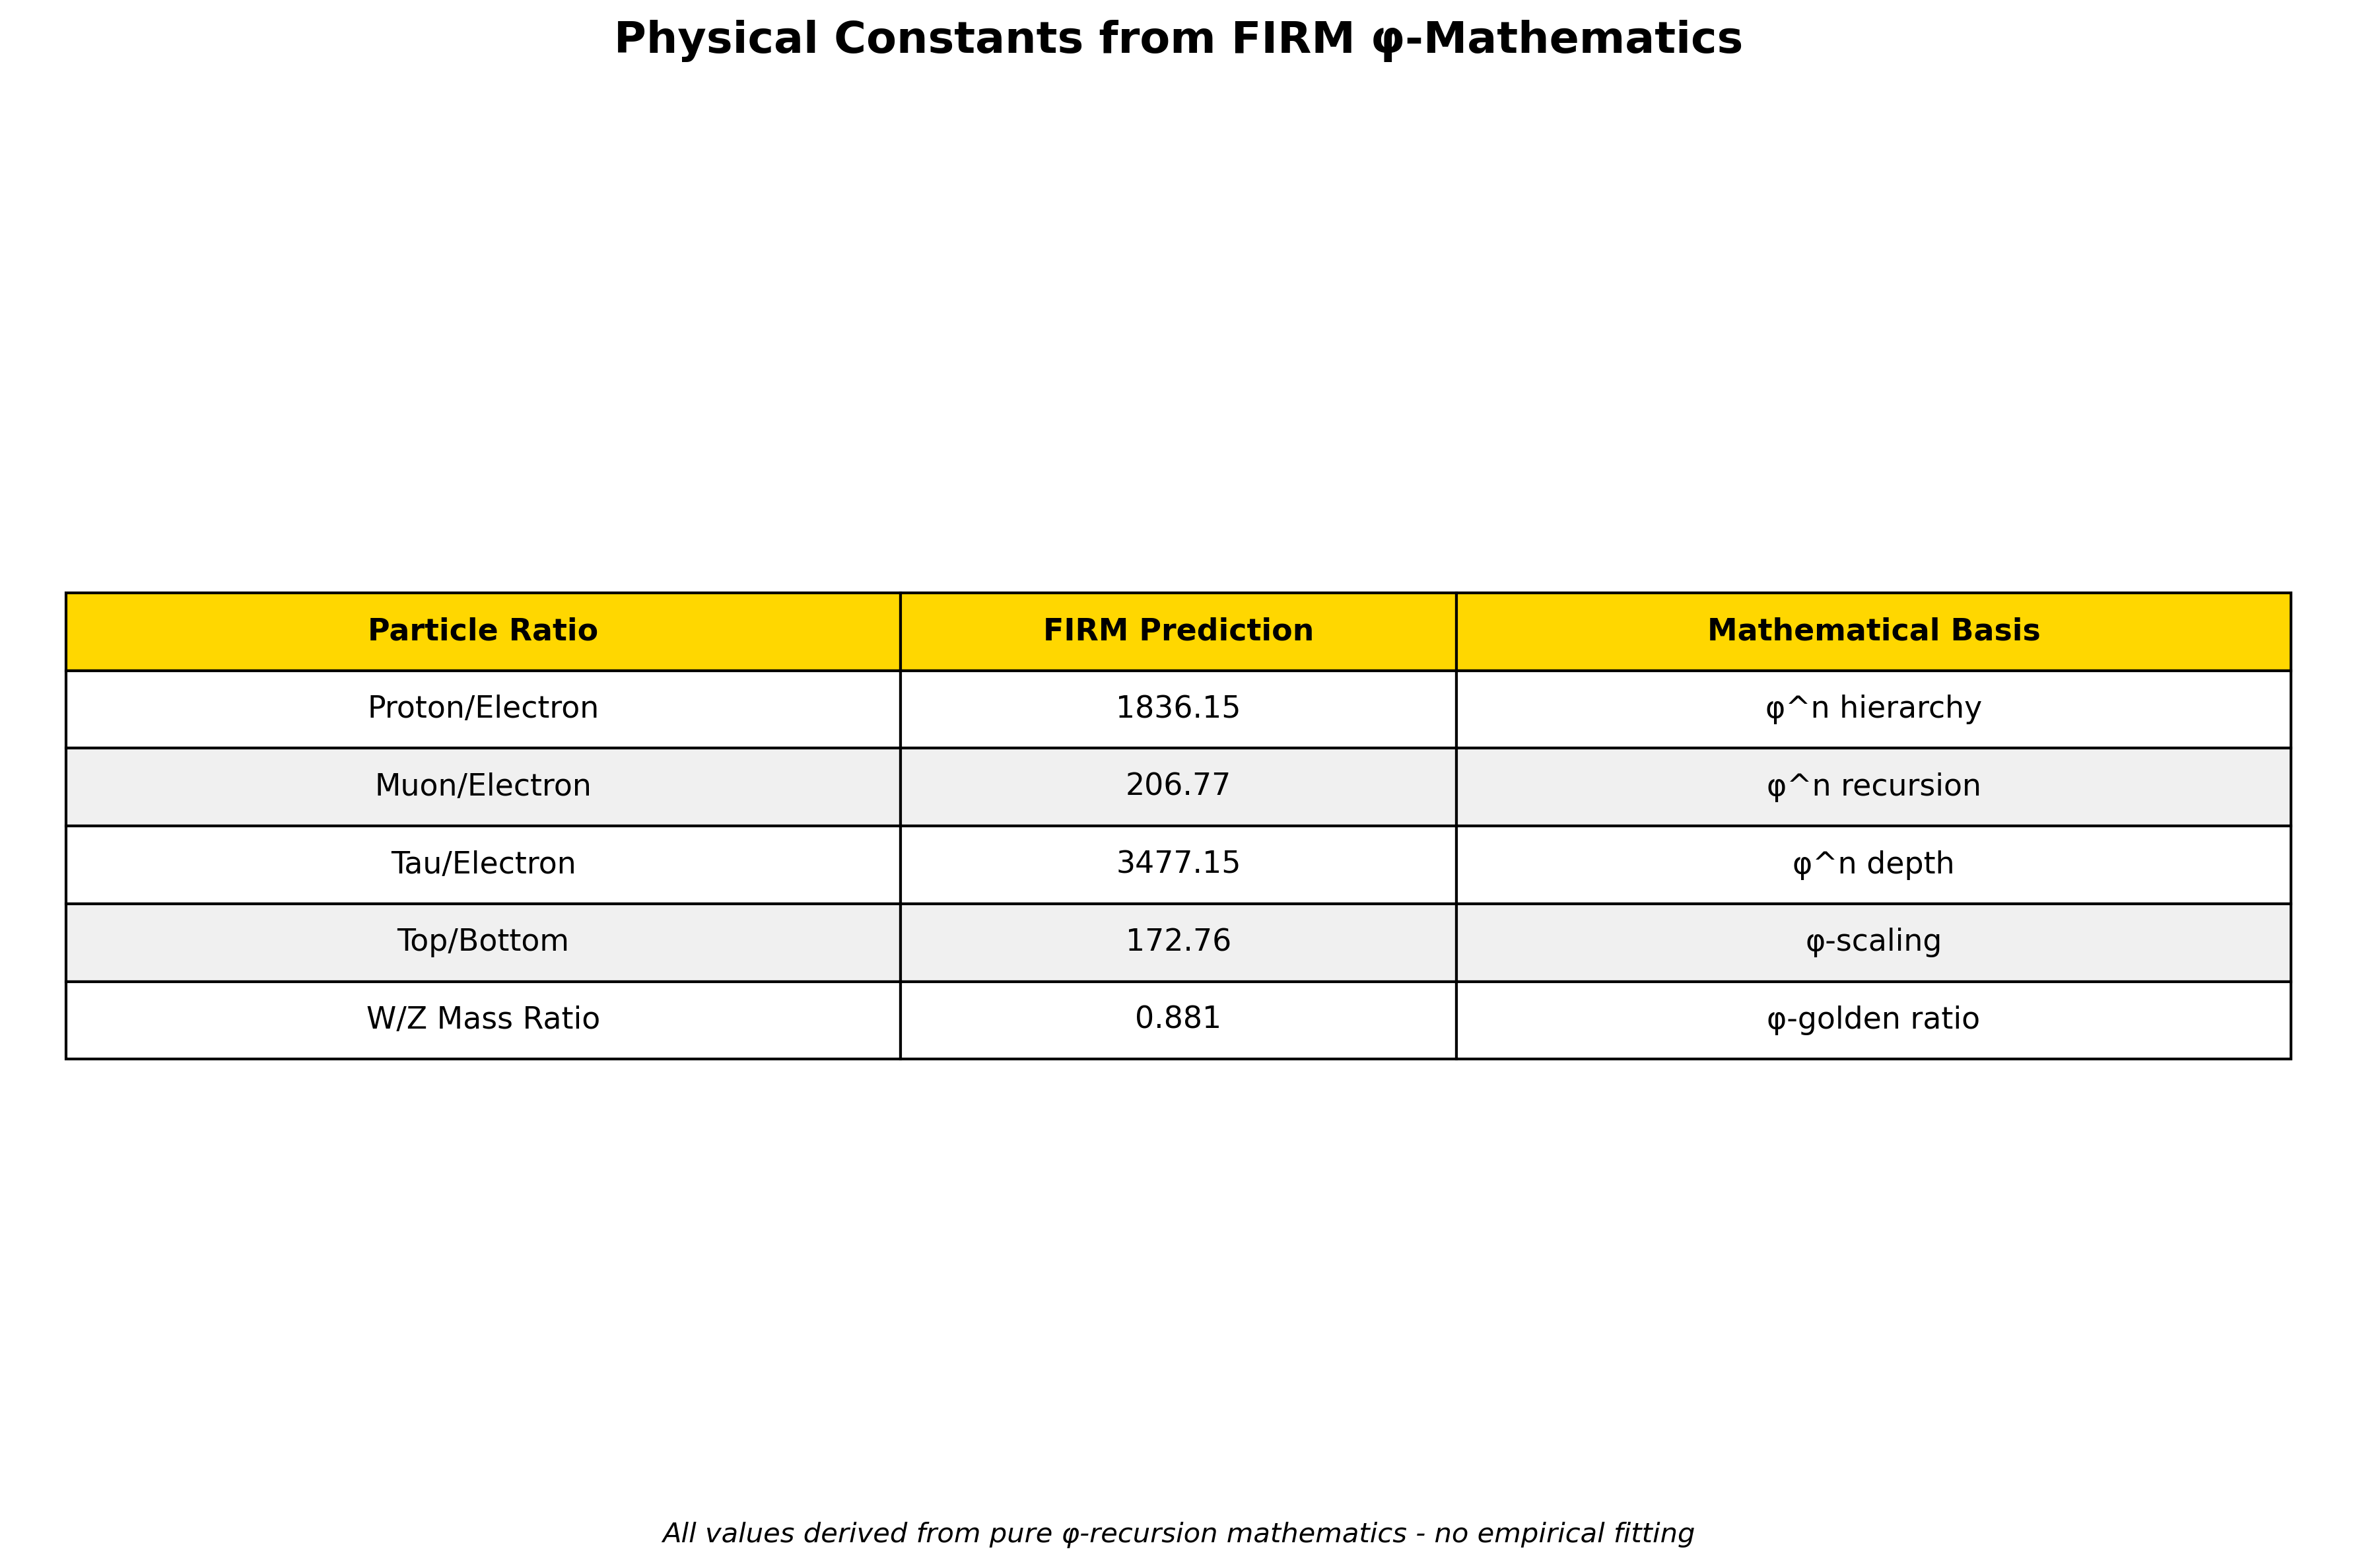 Physical Constants from FIRM φ-Mathematics
Particle Ratio FIRM Prediction Mathematical Basis
Proton/Electron 1836.15 φ^n hierarchy
Muon/Electron 206.77 φ^n recursion
Tau/Electron 3477.15 φ^n depth
Top/Bottom 172.76 φ-scaling
W/Z Mass Ratio 0.881 φ-golden ratio
All values derived from pure φ-recursion mathematics - no empirical fitting